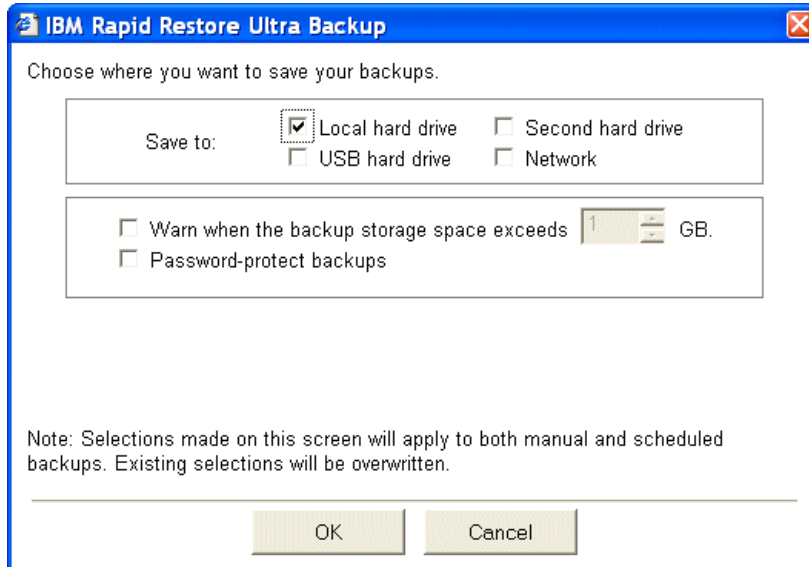 IBM Rapid Restore Ultra Backup
Choose where you want to save your backups.
Save to:
Local hard drive
Second hard drive
USB hard drive
Network
Warn when the backup storage space exceeds 1 GB.
Password-protect backups
Note: Selections made on this screen will apply to both manual and scheduled
backups. Existing selections will be overwritten.
OK
Cancel